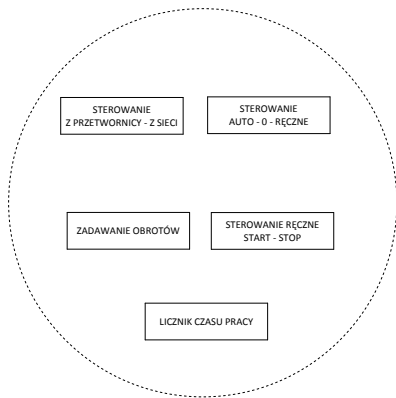 STEROWANIE
Z PRZETWORNICY - Z SIECI
STEROWANIE
AUTO - 0 - RĘCZNE
ZADAWANIE OBROTÓW
STEROWANIE RĘCZNE
START - STOP
LICZNIK CZASU PRACY